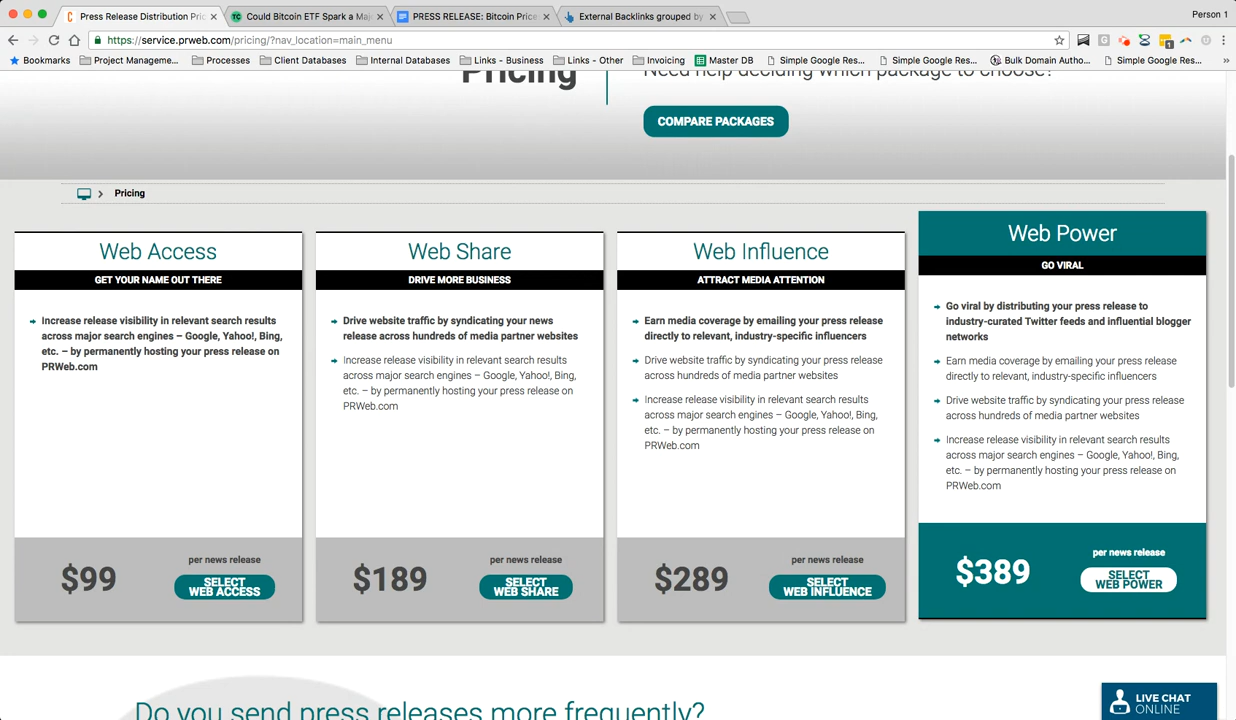 Press Release Distribution Pric
Could Bitcoin ETF Spark a Maj
PRESS RELEASE: Bitcoin Price
External Backlinks grouped by
Person 1
https://service.prweb.com/pricing/?nav_location=main_menu
Bookmarks
Project Manageme...
Processes
Client Databases
Internal Databases
Links - Business
Links - Other
Invoicing
Master DB
Simple Google Res...
Simple Google Res...
Bulk Domain Autho...
Simple Google Res...
Pricing
Need help deciding which package to choose?
COMPARE PACKAGES
Pricing
Web Access
GET YOUR NAME OUT THERE
Increase release visibility in relevant search results
across major search engines – Google, Yahoo!, Bing,
etc. – by permanently hosting your press release on
PRWeb.com
$99
per news release
SELECT
WEB ACCESS
Web Share
DRIVE MORE BUSINESS
Drive website traffic by syndicating your news
release across hundreds of media partner websites
Increase release visibility in relevant search results
across major search engines – Google, Yahoo!, Bing,
etc. – by permanently hosting your press release on
PRWeb.com
$189
per news release
SELECT
WEB SHARE
Web Influence
ATTRACT MEDIA ATTENTION
Earn media coverage by emailing your press release
directly to relevant, industry-specific influencers
Drive website traffic by syndicating your press release
across hundreds of media partner websites
Increase release visibility in relevant search results
across major search engines – Google, Yahoo!, Bing,
etc. – by permanently hosting your press release on
PRWeb.com
$289
per news release
SELECT
WEB INFLUENCE
Web Power
GO VIRAL
Go viral by distributing your press release to
industry-curated Twitter feeds and influential blogger
networks
Earn media coverage by emailing your press release
directly to relevant, industry-specific influencers
Drive website traffic by syndicating your press release
across hundreds of media partner websites
Increase release visibility in relevant search results
across major search engines – Google, Yahoo!, Bing,
etc. – by permanently hosting your press release on
PRWeb.com
$389
per news release
SELECT
WEB POWER
Do you send press releases more frequently?
LIVE CHAT
ONLINE